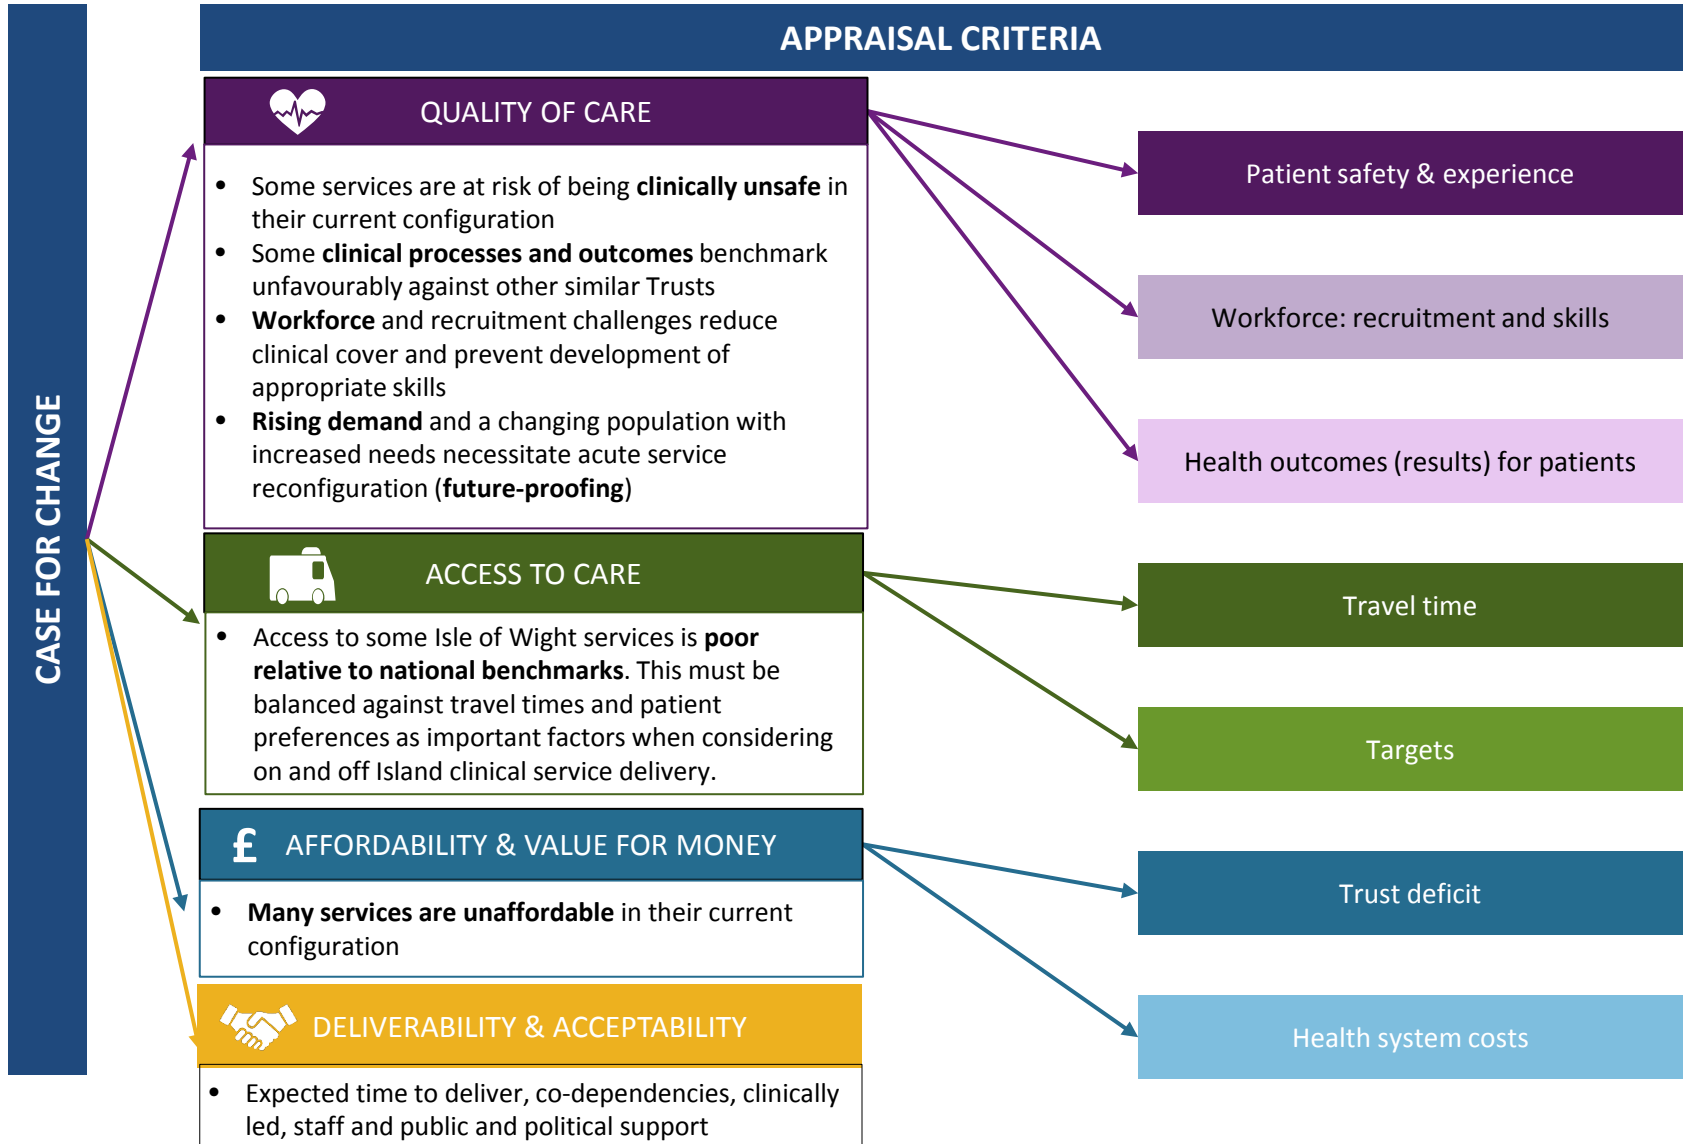 CASE FOR CHANGE
APPRAISAL CRITERIA
QUALITY OF CARE
• Some services are at risk of being clinically unsafe in
their current configuration
• Some clinical processes and outcomes benchmark
unfavourably against other similar Trusts
• Workforce and recruitment challenges reduce
clinical cover and prevent development of
appropriate skills
• Rising demand and a changing population with
increased needs necessitate acute service
reconfiguration (future-proofing)
Patient safety & experience
Workforce: recruitment and skills
Health outcomes (results) for patients
ACCESS TO CARE
• Access to some Isle of Wight services is poor
relative to national benchmarks. This must be
balanced against travel times and patient
preferences as important factors when considering
on and off Island clinical service delivery.
Travel time
Targets
£ AFFORDABILITY & VALUE FOR MONEY
• Many services are unaffordable in their current
configuration
Trust deficit
Health system costs
DELIVERABILITY & ACCEPTABILITY
• Expected time to deliver, co-dependencies, clinically
led, staff and public and political support